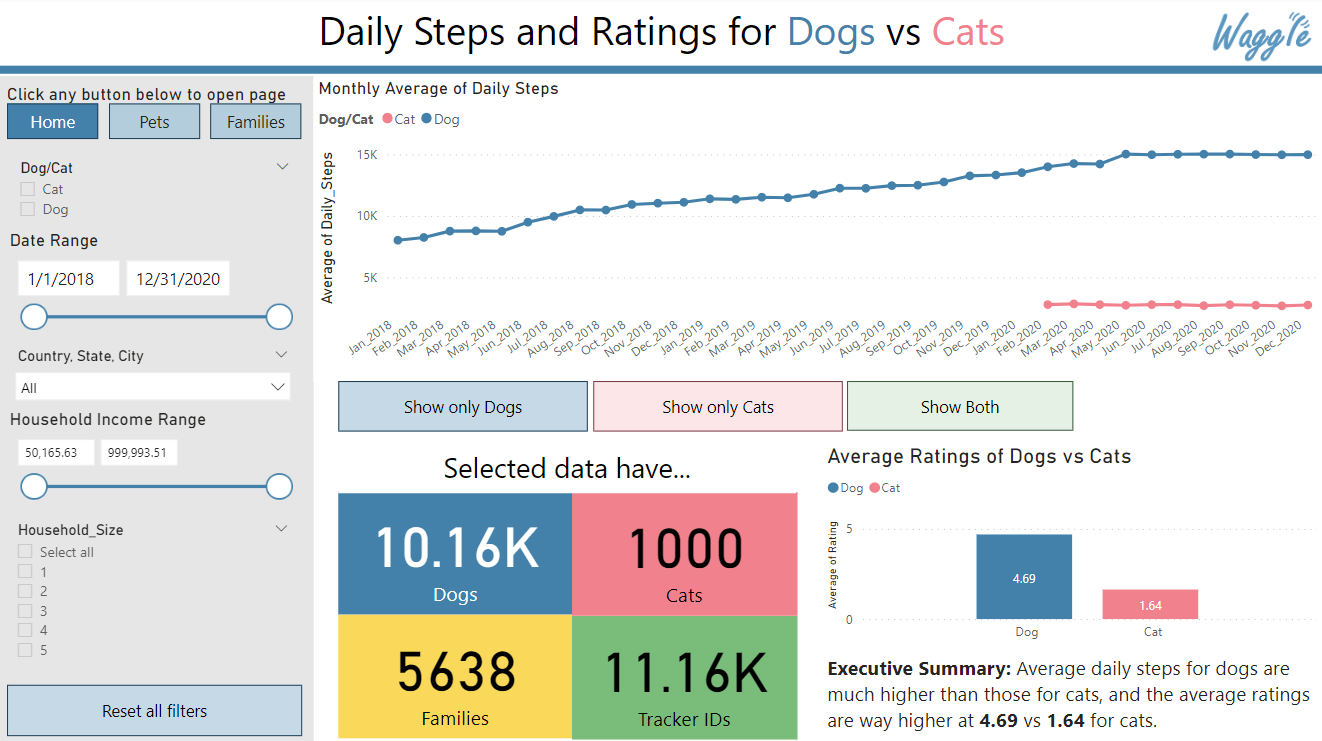 Daily Steps and Ratings for Dogs vs Cats
Waggle
Click any button below to open page
Home
Pets
Families
Dog/Cat
Cat
Dog
Date Range
1/1/2018
12/31/2020
Country, State, City
All
Household Income Range
50,165.63
999,993.51
Household_Size
Select all
1
2
3
4
5
Reset all filters
Monthly Average of Daily Steps
Dog/Cat Cat Dog
Average of Daily_Steps
15K
10K
5K
Jan_2018
Feb_2018
Mar_2018
Apr_2018
May_2018
Jun_2018
Jul_2018
Aug_2018
Sep_2018
Oct_2018
Nov_2018
Dec_2018
Jan_2019
Feb_2019
Mar_2019
Apr_2019
May_2019
Jun_2019
Jul_2019
Aug_2019
Sep_2019
Oct_2019
Nov_2019
Dec_2019
Jan_2020
Feb_2020
Mar_2020
Apr_2020
May_2020
Jun_2020
Jul_2020
Aug_2020
Sep_2020
Oct_2020
Nov_2020
Dec_2020
Show only Dogs
Show only Cats
Show Both
Selected data have...
10.16K
Dogs
1000
Cats
5638
Families
11.16K
Tracker IDs
Average Ratings of Dogs vs Cats
Dog Cat
Average of Rating
5
0
4.69
1.64
Dog
Cat
Executive Summary: Average daily steps for dogs are
much higher than those for cats, and the average ratings
are way higher at 4.69 vs 1.64 for cats.